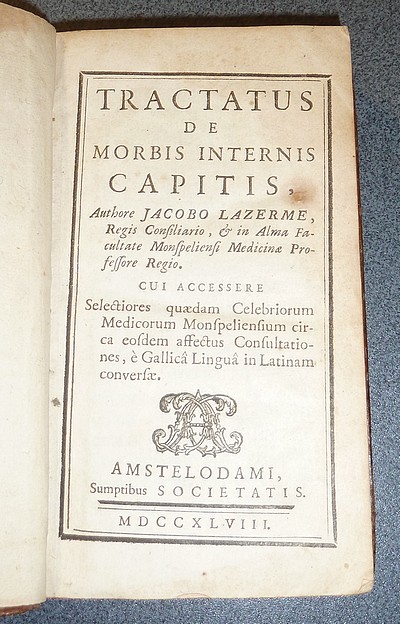 TRACTATUS
DE
MORBIS INTERNIS
CAPITIS,
Authore JACOBO LAZERME,
Regis Conſiliario, & in Alma Fa-
cultate Monſpelienſi Medicinæ Pro-
feſſore Regio.
CUI ACCESSERE
Selectiores quædam Celebriorum
Medicorum Monſpelienſium cir-
ca eoſdem affectus Conſultatio-
nes, è Gallicâ Linguâ in Latinam
converſæ.
AMSTELODAMI,
Sumptibus SOCIETATIS.
MDCCXLVIII.